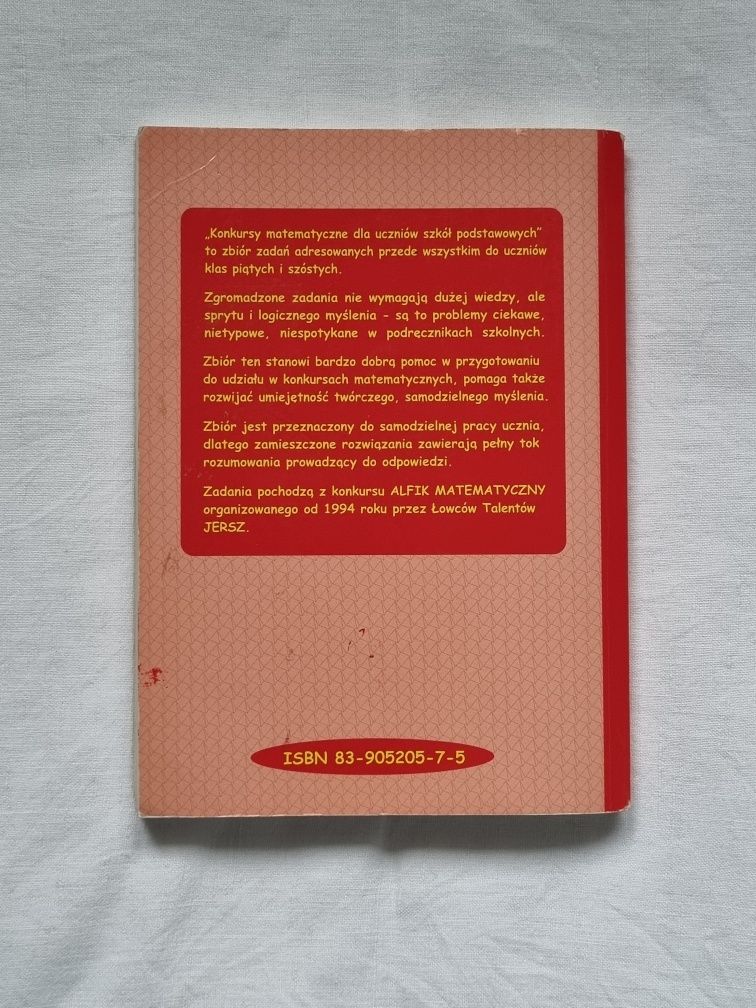 „Konkursy matematyczne dla uczniów szkół podstawowych”
to zbiór zadań adresowanych przede wszystkim do uczniów
klas piątych i szóstych.
Zgromadzone zadania nie wymagają dużej wiedzy, ale
sprytu i logicznego myślenia - są to problemy ciekawe,
nietypowe, niespotykane w podręcznikach szkolnych.
Zbiór ten stanowi bardzo dobrą pomoc w przygotowaniu
do udziału w konkursach matematycznych, pomaga także
rozwijać umiejętność twórczego, samodzielnego myślenia.
Zbiór jest przeznaczony do samodzielnej pracy ucznia,
dlatego zamieszczone rozwiązania zawierają pełny tok
rozumowania prowadzący do odpowiedzi.
Zadania pochodzą z konkursu ALFIK MATEMATYCZNY
organizowanego od 1994 roku przez Łowców Talentów
JERSZ.
ISBN 83-905205-7-5